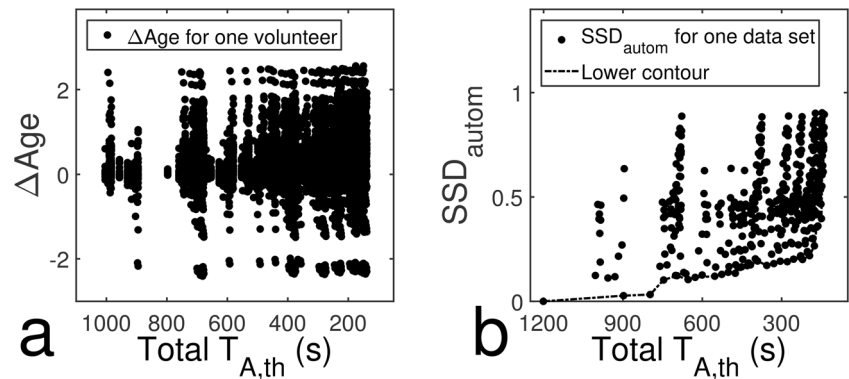 ΔAge for one volunteer
2
0
-2
ΔAge
1000 800 600 400 200
Total T_A,th (s)
a
SSD_autom for one data set
Lower contour
1
0.5
0
SSD_autom
1200 900 600 300
Total T_A,th (s)
b